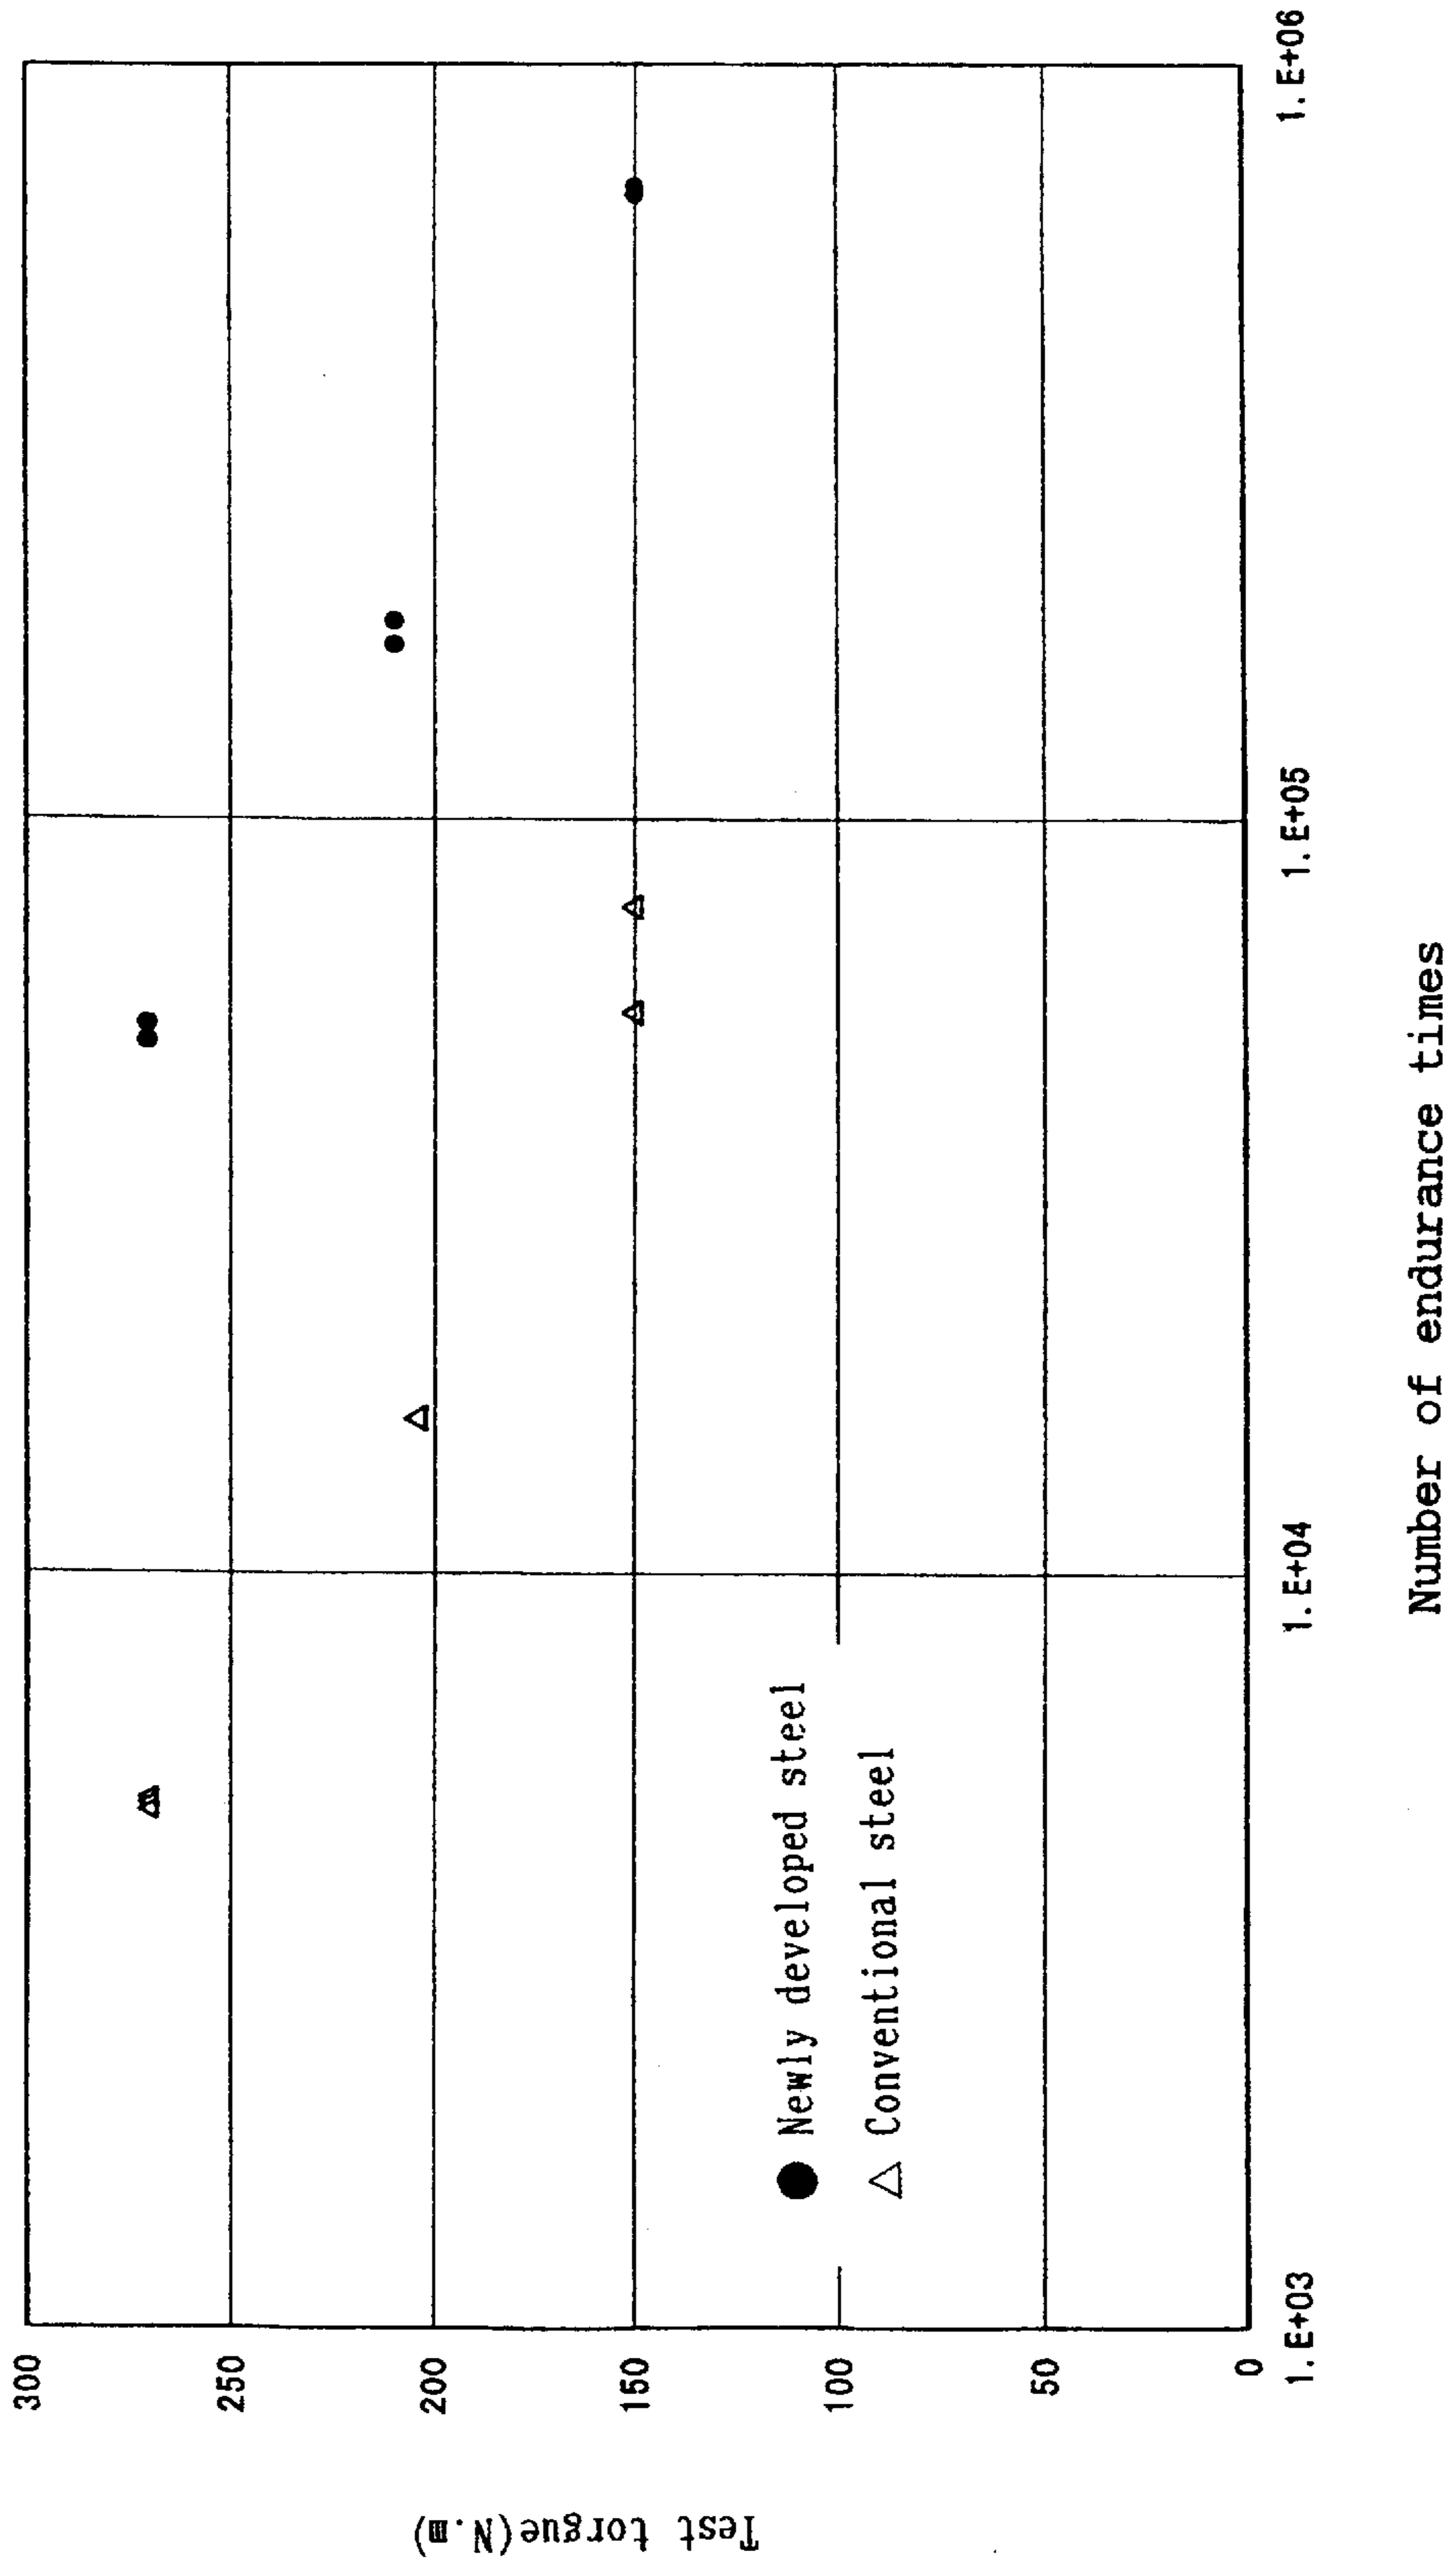 Test torgue(N.m)
300
250
200
150
100
50
0
Newly developed steel
Conventional steel
1.E+03
1.E+04
1.E+05
1.E+06
Number of endurance times